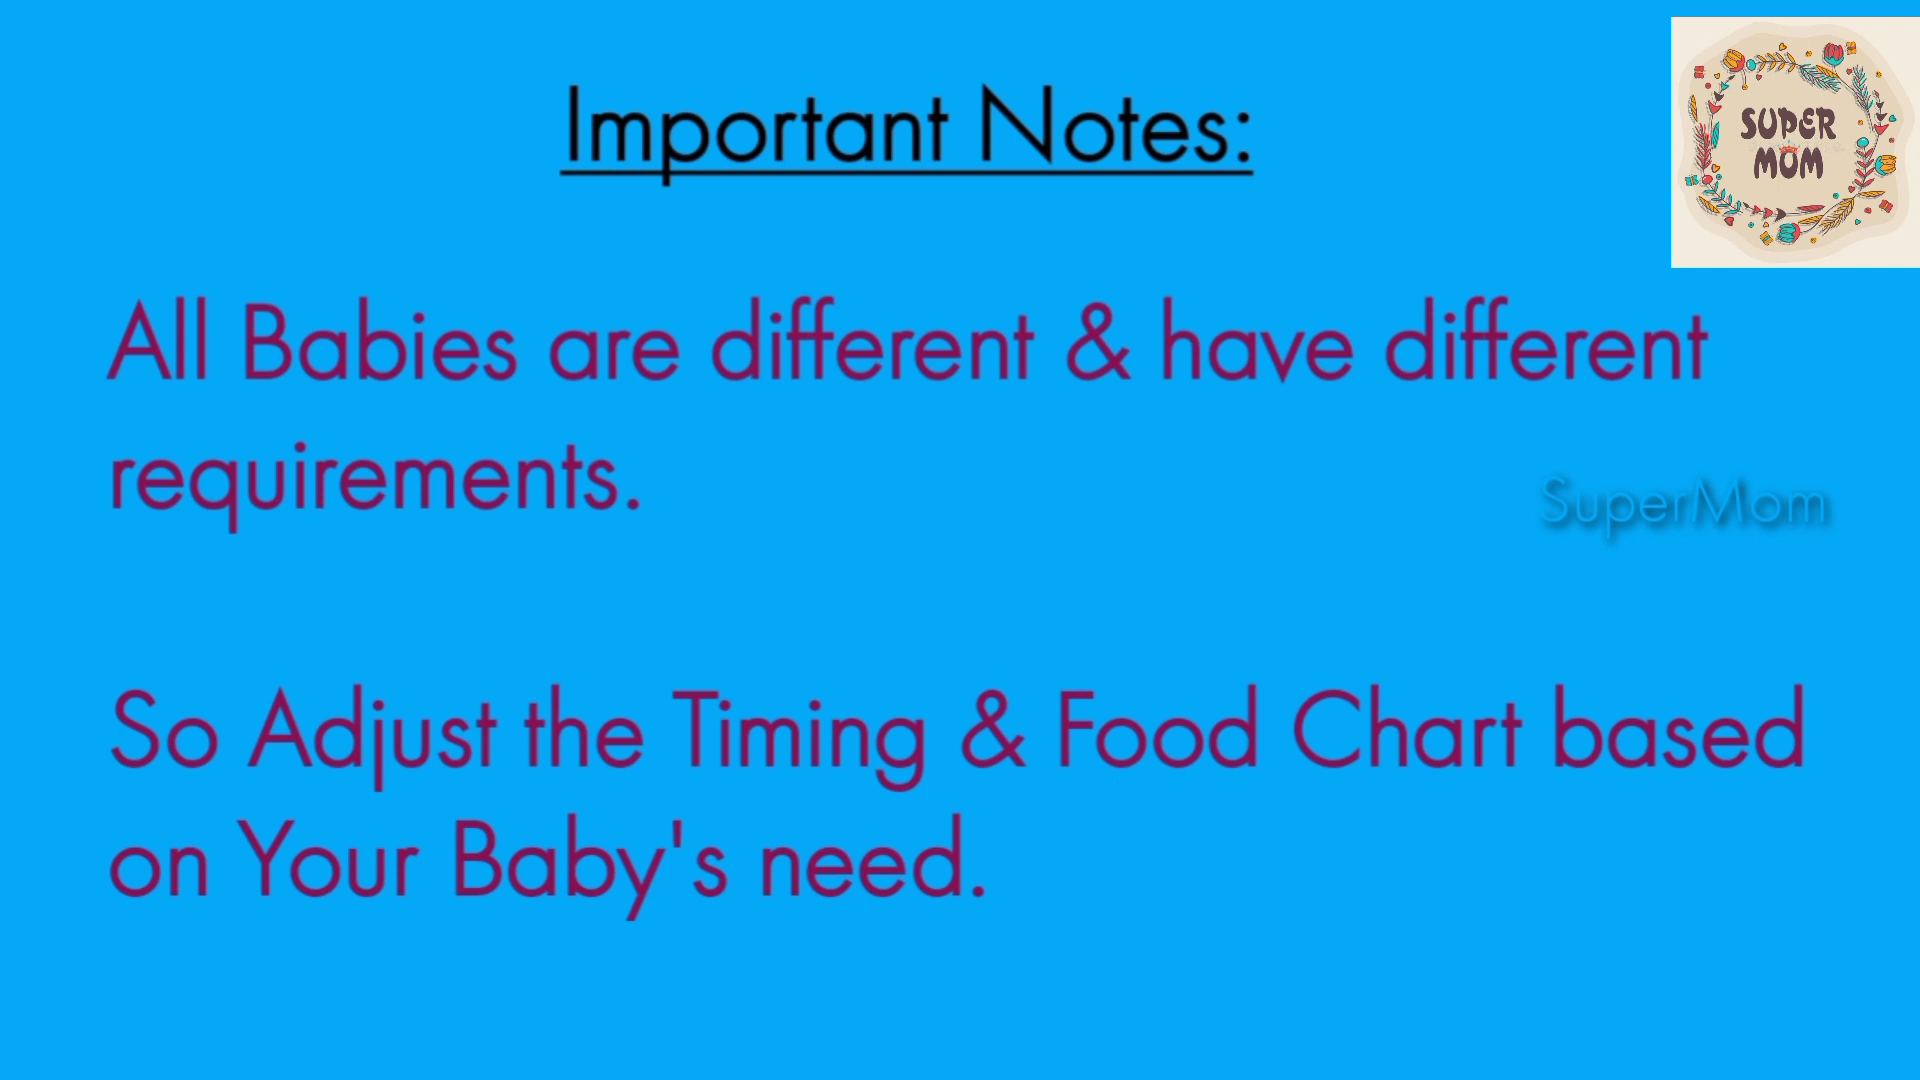 Important Notes:
SUPER
MOM
All Babies are different & have different
requirements.
SuperMom
So Adjust the Timing & Food Chart based
on Your Baby's need.